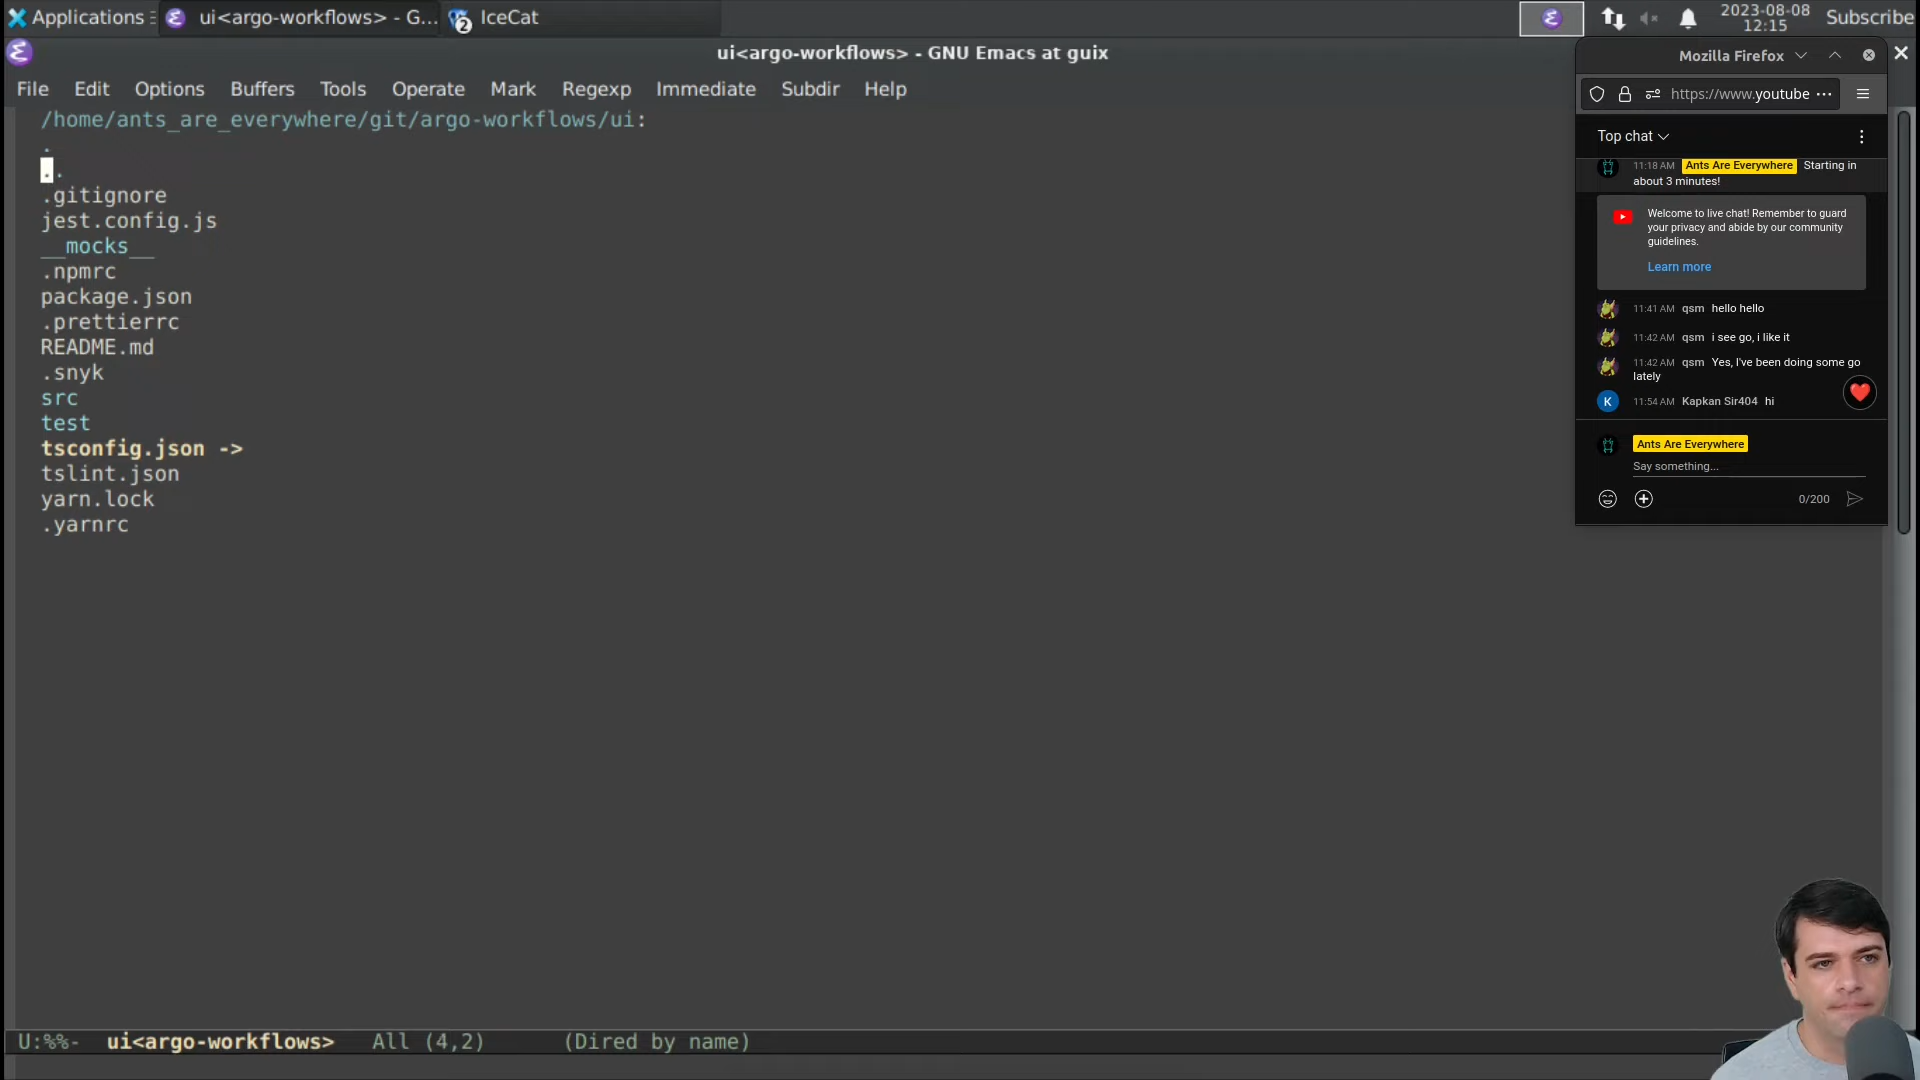 Applications
ui<argo-workflows> - G...
2 IceCat
2023-08-08
12:15
Subscribe
ui<argo-workflows> - GNU Emacs at guix
File Edit Options Buffers Tools Operate Mark Regexp Immediate Subdir Help
/home/ants_are_everywhere/git/argo-workflows/ui:
.
..
.gitignore
jest.config.js
__mocks__
.npmrc
package.json
.prettierrc
README.md
.snyk
src
test
tsconfig.json ->
tslint.json
yarn.lock
.yarnrc
U:%%- ui<argo-workflows> All (4,2) (Dired by name)
Mozilla Firefox
https://www.youtube ...
Top chat
11:18 AM Ants Are Everywhere Starting in
about 3 minutes!
Welcome to live chat! Remember to guard
your privacy and abide by our community
guidelines.
Learn more
11:41 AM qsm hello hello
11:42 AM qsm i see go, i like it
11:42 AM qsm Yes, I've been doing some go
lately
K 11:54 AM Kapkan Sir404 hi
Ants Are Everywhere
Say something...
0/200